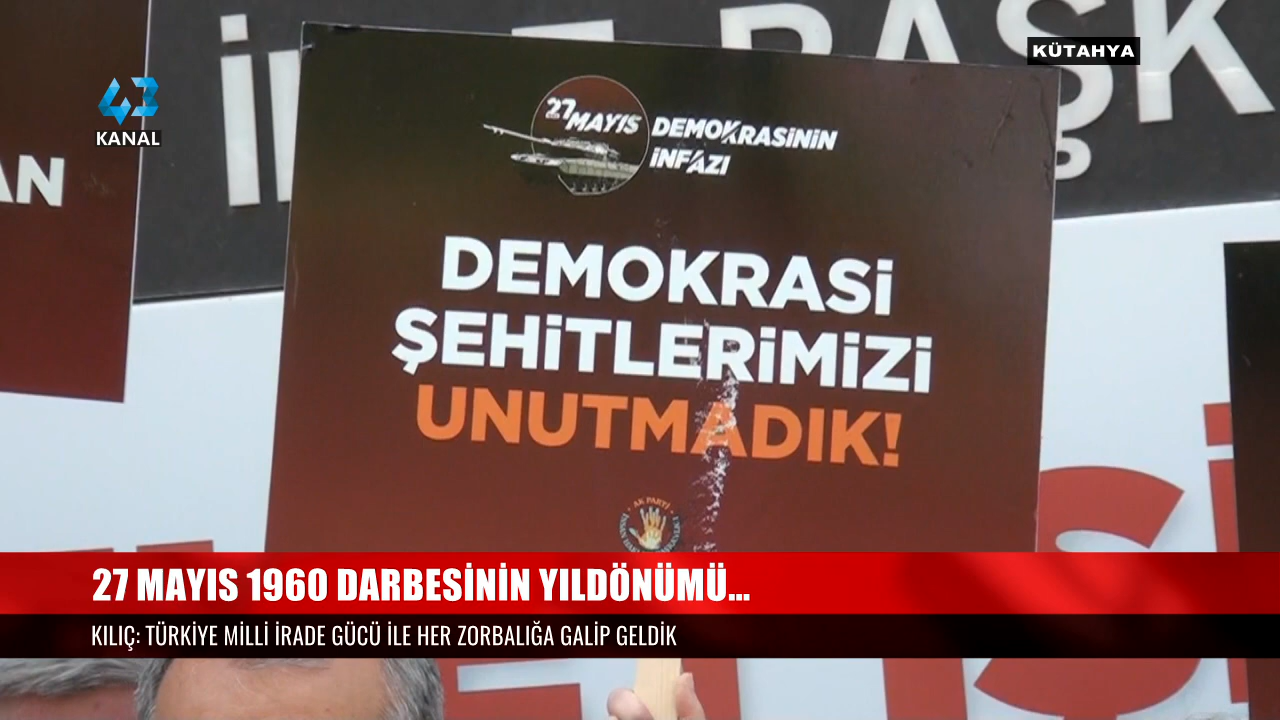 KÜTAHYA
43
KANAL
27 MAYIS
DEMOKRASİNİN
İNFAZI
DEMOKRASİ
ŞEHİTLERİMİZİ
UNUTMADIK!
AK PARTİ
27 MAYIS 1960 DARBESİNİN YILDÖNÜMÜ...
KILIÇ: TÜRKİYE MİLLİ İRADE GÜCÜ İLE HER ZORBALIĞA GALİP GELDİK